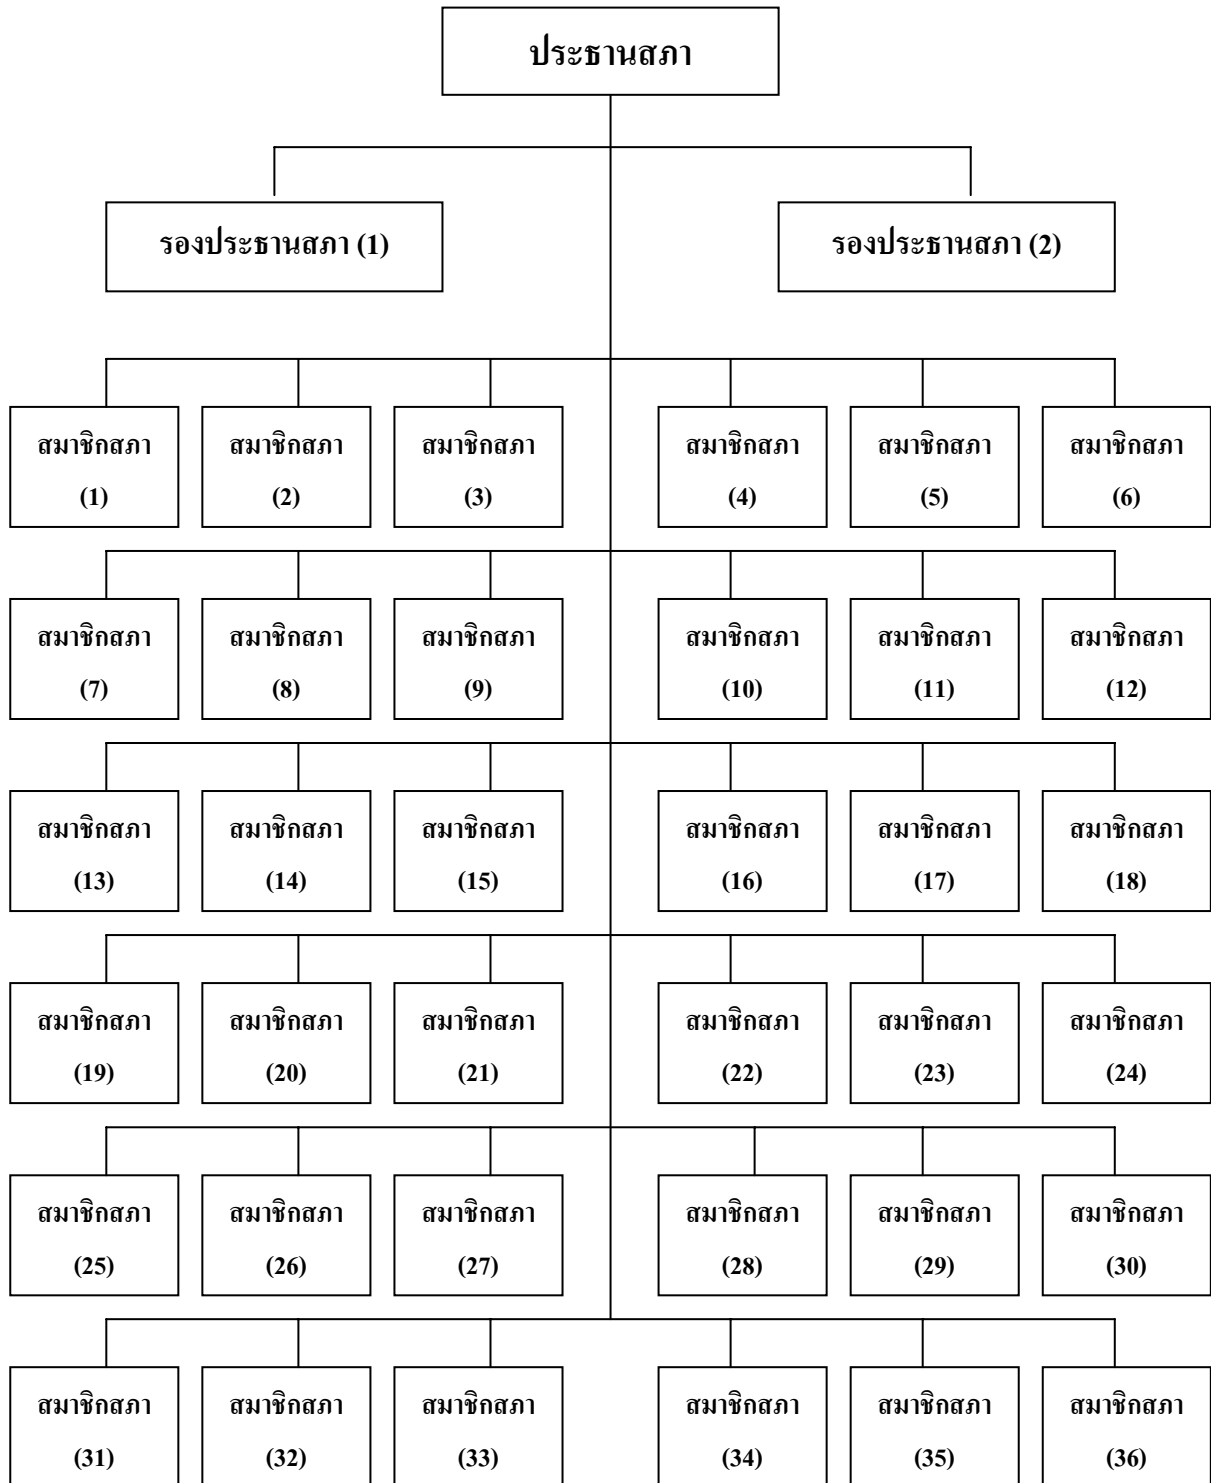 ประธานสภา
รองประธานสภา (1)
รองประธานสภา (2)
สมาชิกสภา
(1)
สมาชิกสภา
(2)
สมาชิกสภา
(3)
สมาชิกสภา
(4)
สมาชิกสภา
(5)
สมาชิกสภา
(6)
สมาชิกสภา
(7)
สมาชิกสภา
(8)
สมาชิกสภา
(9)
สมาชิกสภา
(10)
สมาชิกสภา
(11)
สมาชิกสภา
(12)
สมาชิกสภา
(13)
สมาชิกสภา
(14)
สมาชิกสภา
(15)
สมาชิกสภา
(16)
สมาชิกสภา
(17)
สมาชิกสภา
(18)
สมาชิกสภา
(19)
สมาชิกสภา
(20)
สมาชิกสภา
(21)
สมาชิกสภา
(22)
สมาชิกสภา
(23)
สมาชิกสภา
(24)
สมาชิกสภา
(25)
สมาชิกสภา
(26)
สมาชิกสภา
(27)
สมาชิกสภา
(28)
สมาชิกสภา
(29)
สมาชิกสภา
(30)
สมาชิกสภา
(31)
สมาชิกสภา
(32)
สมาชิกสภา
(33)
สมาชิกสภา
(34)
สมาชิกสภา
(35)
สมาชิกสภา
(36)